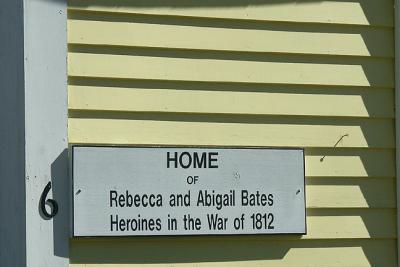 HOME
OF
Rebecca and Abigail Bates
Heroines in the War of 1812
6